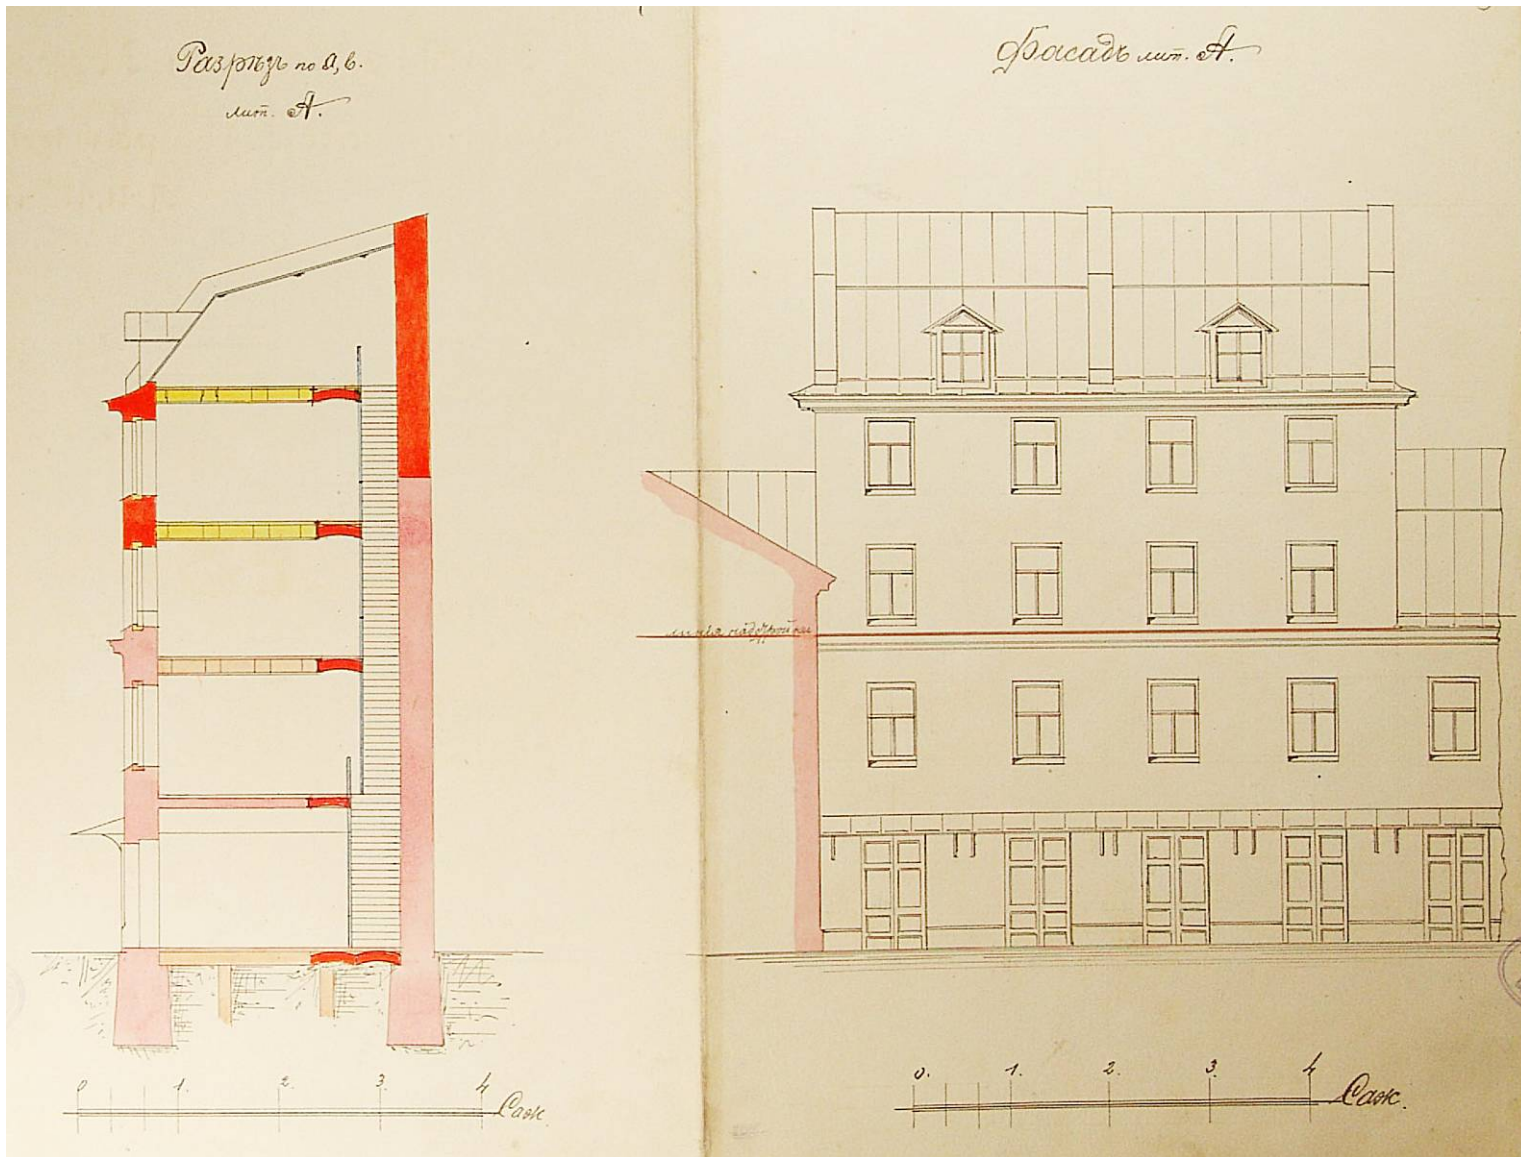 Разрѣзъ по а, в.
лит. А.
Фасадъ лит. А.
линія надстройки
0 1. 2. 3. 4 Саж.
0. 1. 2. 3. 4 Саж.